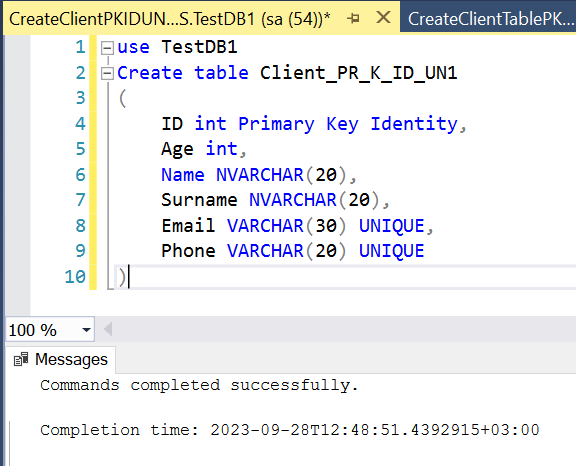 CreateClientPKIDUN...S.TestDB1 (sa (54))* CreateClientTablePK...
1 use TestDB1
2 Create table Client_PR_K_ID_UN1
3 (
4 ID int Primary Key Identity,
5 Age int,
6 Name NVARCHAR(20),
7 Surname NVARCHAR(20),
8 Email VARCHAR(30) UNIQUE,
9 Phone VARCHAR(20) UNIQUE
10 )
100 %
Messages
Commands completed successfully.
Completion time: 2023-09-28T12:48:51.4392915+03:00